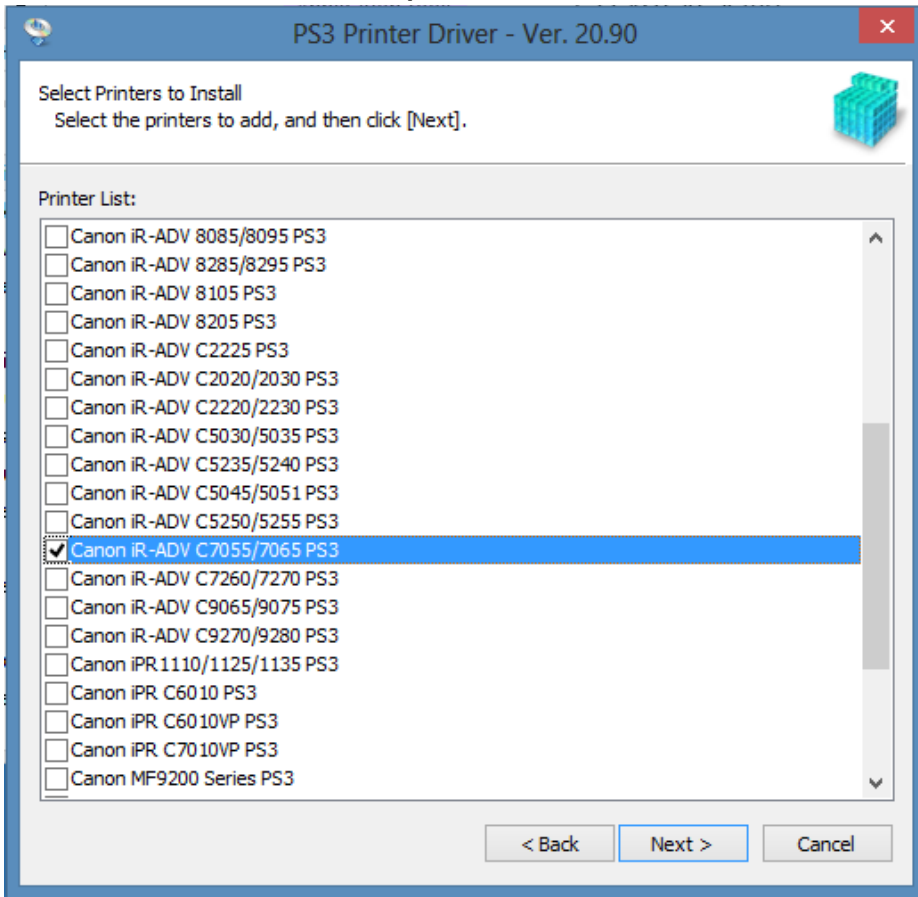 PS3 Printer Driver - Ver. 20.90
Select Printers to Install
Select the printers to add, and then click [Next].
Printer List:
Canon iR-ADV 8085/8095 PS3
Canon iR-ADV 8285/8295 PS3
Canon iR-ADV 8105 PS3
Canon iR-ADV 8205 PS3
Canon iR-ADV C2225 PS3
Canon iR-ADV C2020/2030 PS3
Canon iR-ADV C2220/2230 PS3
Canon iR-ADV C5030/5035 PS3
Canon iR-ADV C5235/5240 PS3
Canon iR-ADV C5045/5051 PS3
Canon iR-ADV C5250/5255 PS3
Canon iR-ADV C7055/7065 PS3
Canon iR-ADV C7260/7270 PS3
Canon iR-ADV C9065/9075 PS3
Canon iR-ADV C9270/9280 PS3
Canon iPR1110/1125/1135 PS3
Canon iPR C6010 PS3
Canon iPR C6010VP PS3
Canon iPR C7010VP PS3
Canon MF9200 Series PS3
< Back Next > Cancel